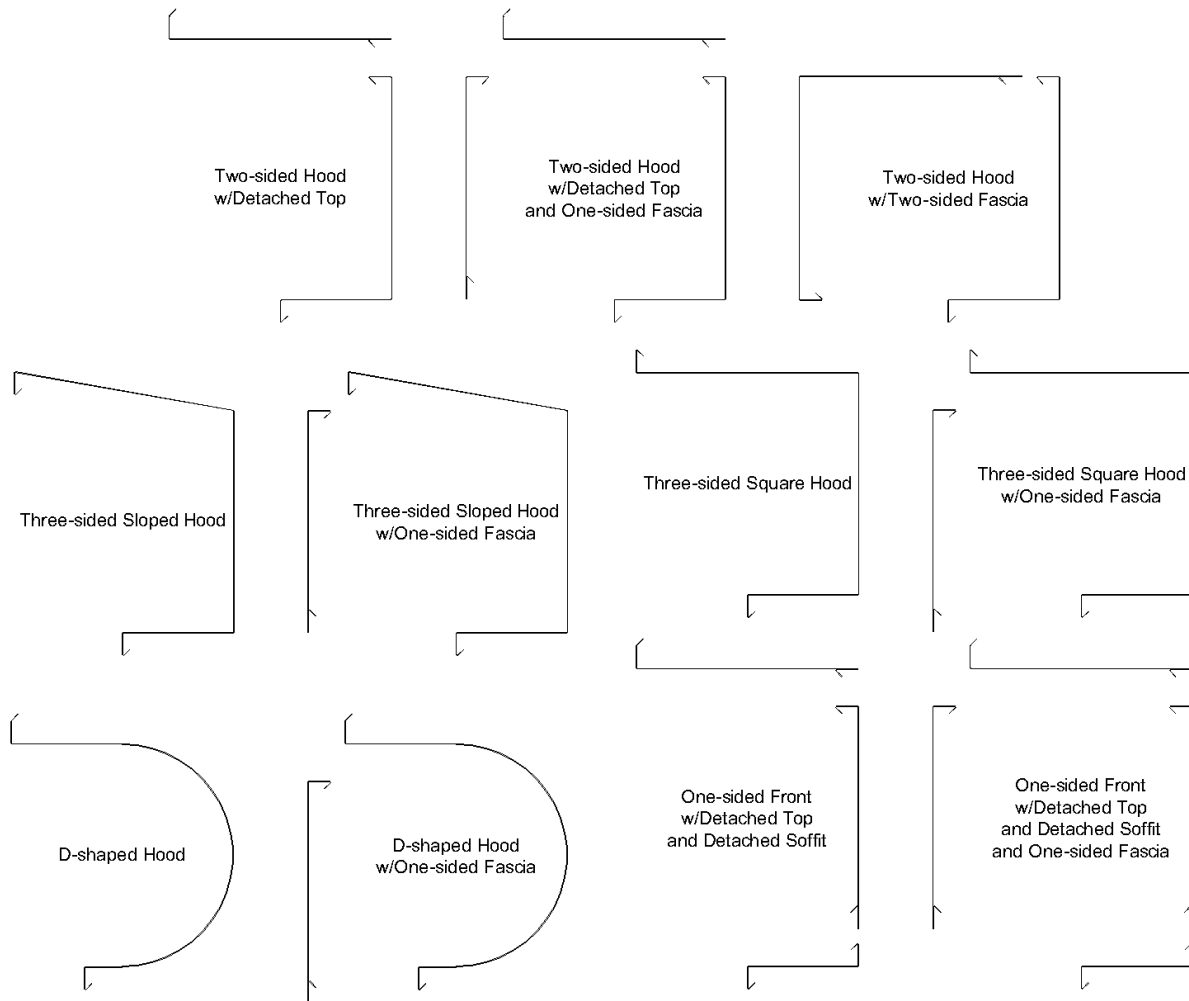 Two-sided Hood
w/Detached Top
Two-sided Hood
w/Detached Top
and One-sided Fascia
Two-sided Hood
w/Two-sided Fascia
Three-sided Sloped Hood
Three-sided Sloped Hood
w/One-sided Fascia
Three-sided Square Hood
Three-sided Square Hood
w/One-sided Fascia
D-shaped Hood
D-shaped Hood
w/One-sided Fascia
One-sided Front
w/Detached Top
and Detached Soffit
One-sided Front
w/Detached Top
and Detached Soffit
and One-sided Fascia